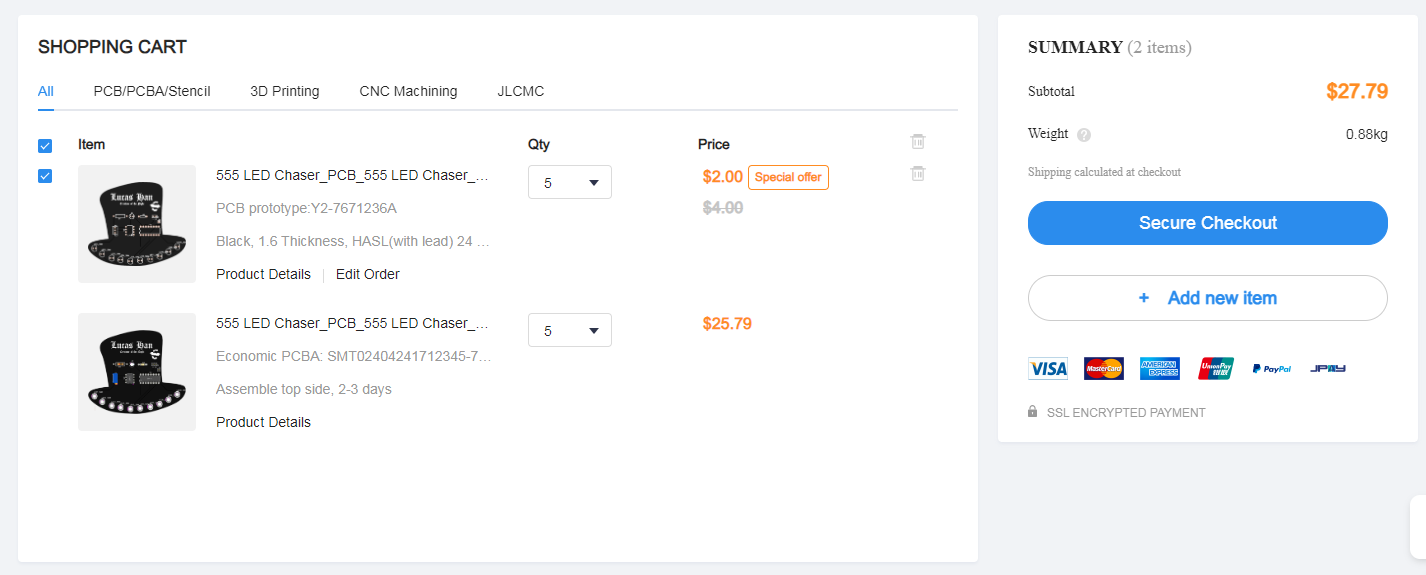 SHOPPING CART
All
PCB/PCBA/Stencil
3D Printing
CNC Machining
JLCMC
Item
Qty
Price
Lucas Han
555 LED Chaser_PCB_555 LED Chaser_...
PCB prototype:Y2-7671236A
Black, 1.6 Thickness, HASL(with lead) 24 ...
Product Details
Edit Order
5
$2.00
Special offer
$4.00
Lucas Han
555 LED Chaser_PCB_555 LED Chaser_...
Economic PCBA: SMT02404241712345-7...
Assemble top side, 2-3 days
Product Details
5
$25.79
SUMMARY (2 items)
Subtotal
$27.79
Weight
?
0.88kg
Shipping calculated at checkout
Secure Checkout
+ Add new item
VISA
MasterCard
AMERICAN EXPRESS
UnionPay
银联
PayPal
JPAY
SSL ENCRYPTED PAYMENT